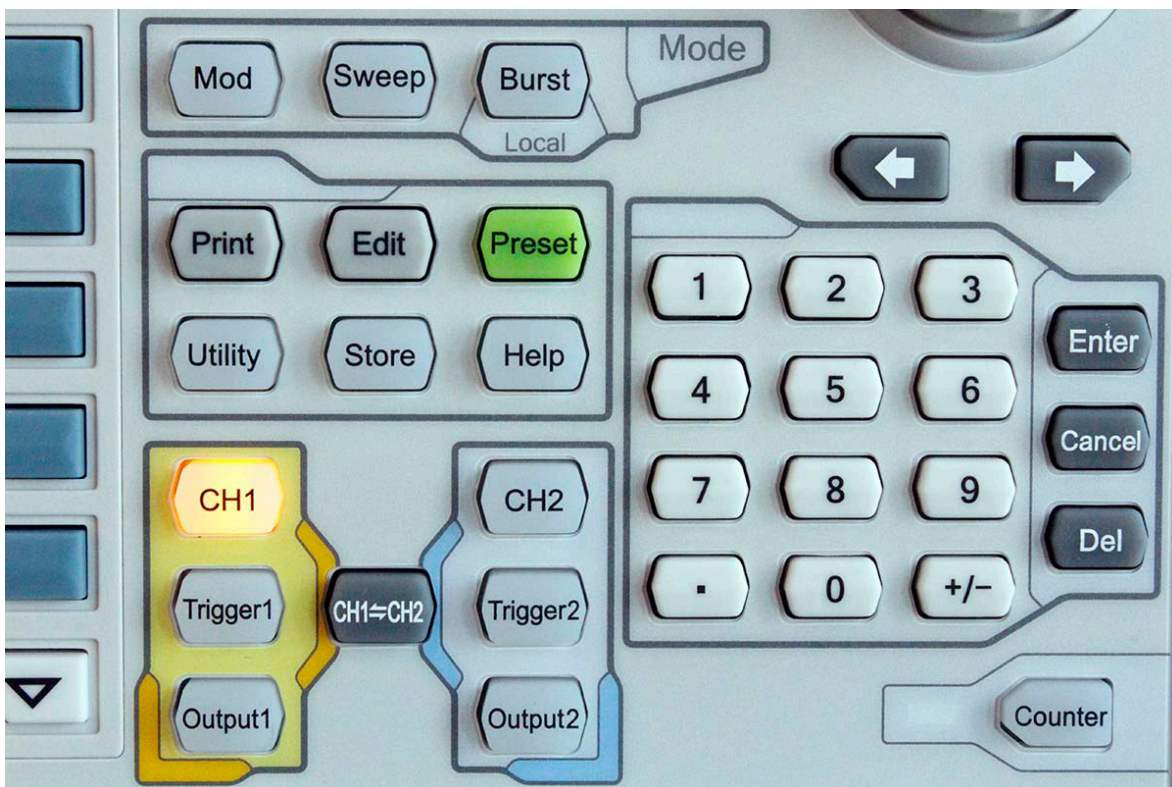 Mod Sweep Burst Mode
Local
Print Edit Preset
Utility Store Help
1 2 3
4 5 6
7 8 9
. 0 +/−
Enter
Cancel
Del
CH1 CH2
Trigger1 CH1⇋CH2 Trigger2
Output1 Output2
Counter